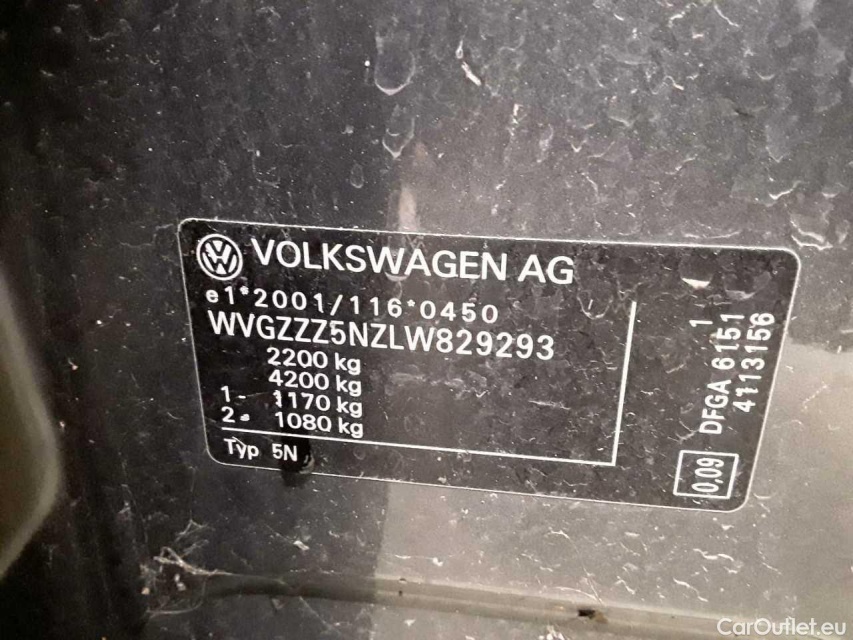 VOLKSWAGEN AG
e1*2001/116*0450
WVGZZZ5NZLW829293
2200 kg
4200 kg
1- 1170 kg
2- 1080 kg
Typ 5N
1
DFGA 6151
4113156
0,09
CarOutlet.eu